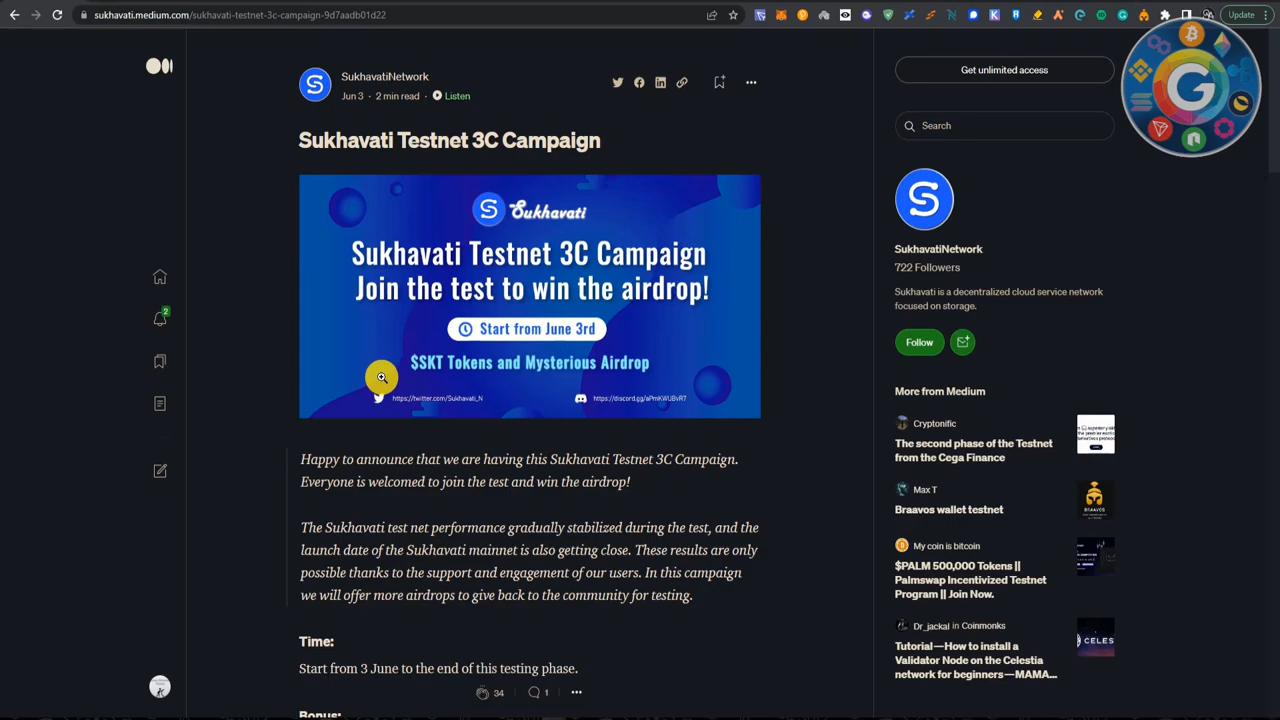 sukhavati.medium.com/sukhavati-testnet-3c-campaign-9d7aadb01d22
Update
SukhavatiNetwork
Jun 3 · 2 min read · Listen
Sukhavati Testnet 3C Campaign
Sukhavati
Sukhavati Testnet 3C Campaign
Join the test to win the airdrop!
Start from June 3rd
$SKT Tokens and Mysterious Airdrop
https://twitter.com/Sukhavati_N
https://discord.gg/aPmKWUBvR7
Happy to announce that we are having this Sukhavati Testnet 3C Campaign.
Everyone is welcomed to join the test and win the airdrop!
The Sukhavati test net performance gradually stabilized during the test, and the
launch date of the Sukhavati mainnet is also getting close. These results are only
possible thanks to the support and engagement of our users. In this campaign
we will offer more airdrops to give back to the community for testing.
Time:
Start from 3 June to the end of this testing phase.
34
1
Bonus:
2
Get unlimited access
Search
SukhavatiNetwork
722 Followers
Sukhavati is a decentralized cloud service network
focused on storage.
Follow
More from Medium
Cryptonific
The second phase of the Testnet
from the Cega Finance
Max T
Braavos wallet testnet
BRAAVOS
My coin is bitcoin
$PALM 500,000 Tokens ||
Palmswap Incentivized Testnet
Program || Join Now.
Dr_jackal in Coinmonks
Tutorial—How to install a
Validator Node on the Celestia
network for beginners—MAMA...
CELES
G